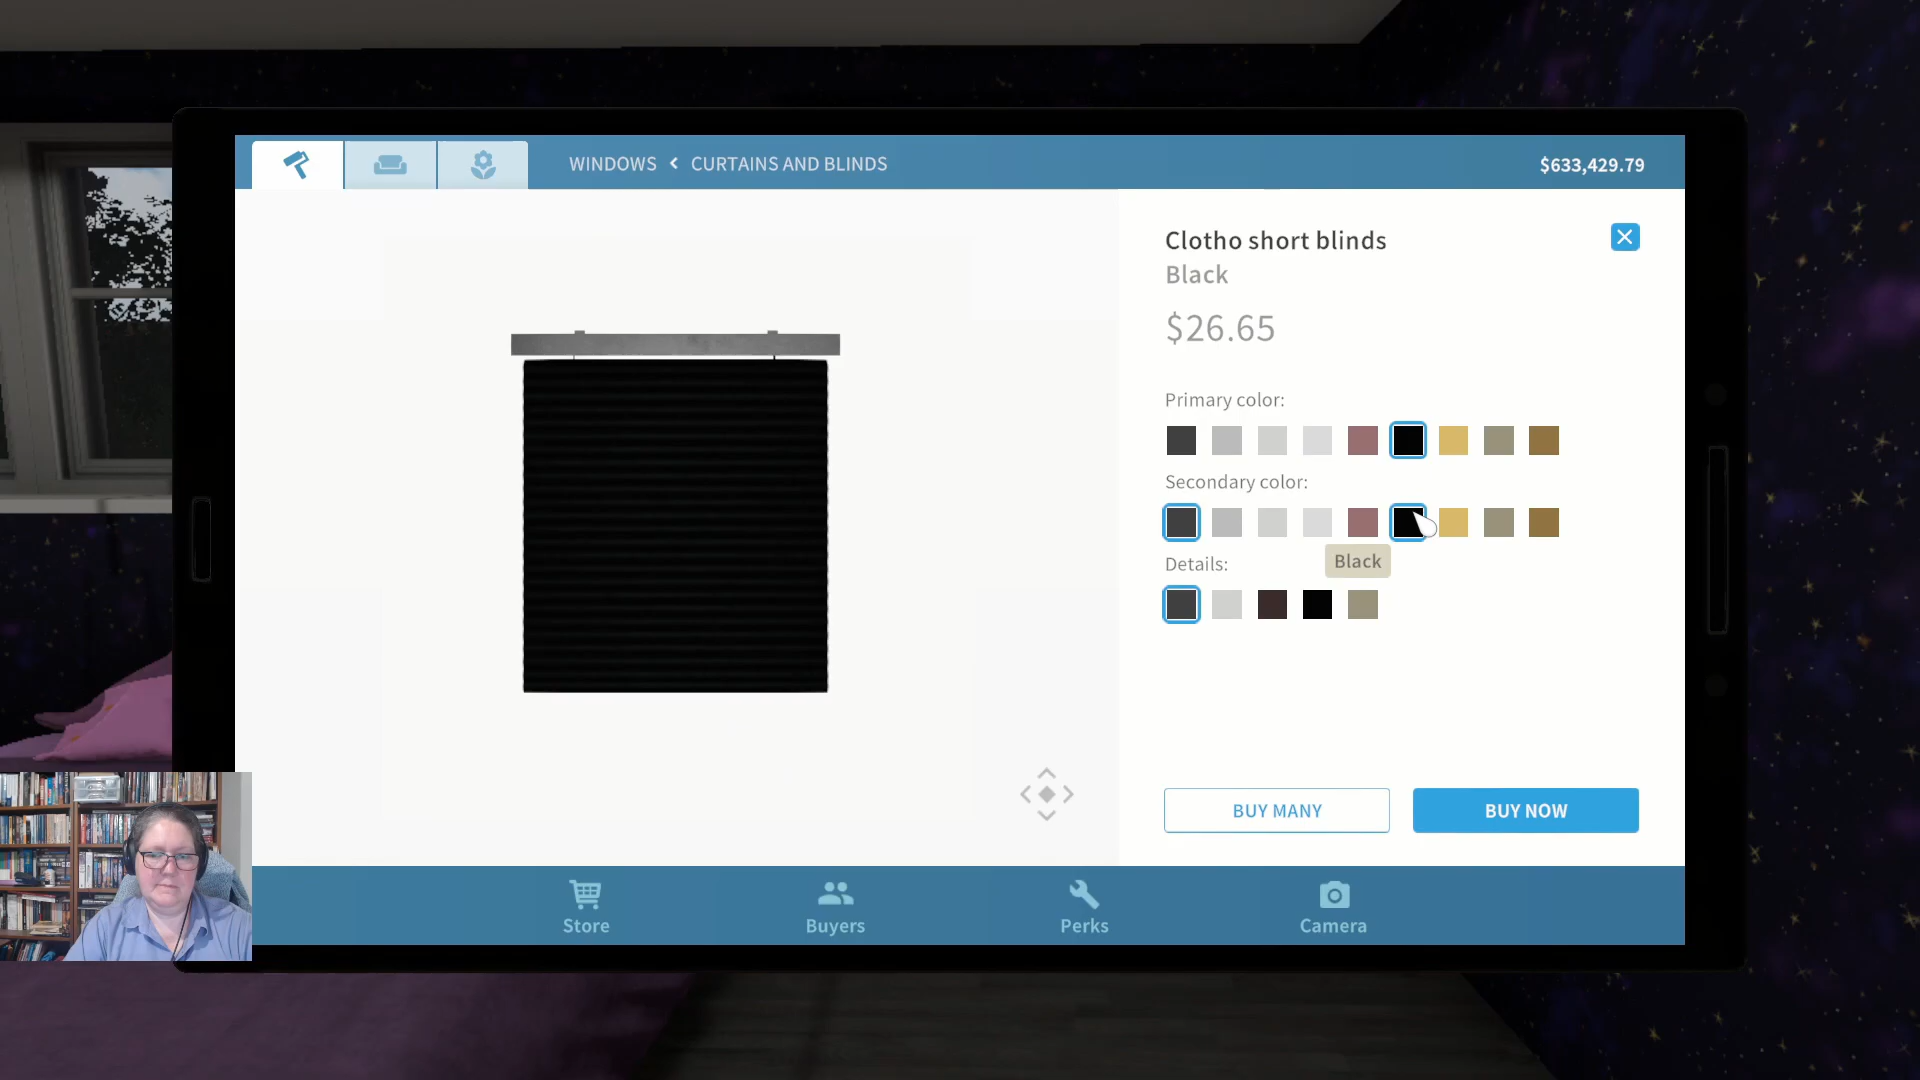 WINDOWS < CURTAINS AND BLINDS
$633,429.79
Clotho short blinds
Black
$26.65
Primary color:
Secondary color:
Black
Details:
BUY MANY
BUY NOW
Store
Buyers
Perks
Camera